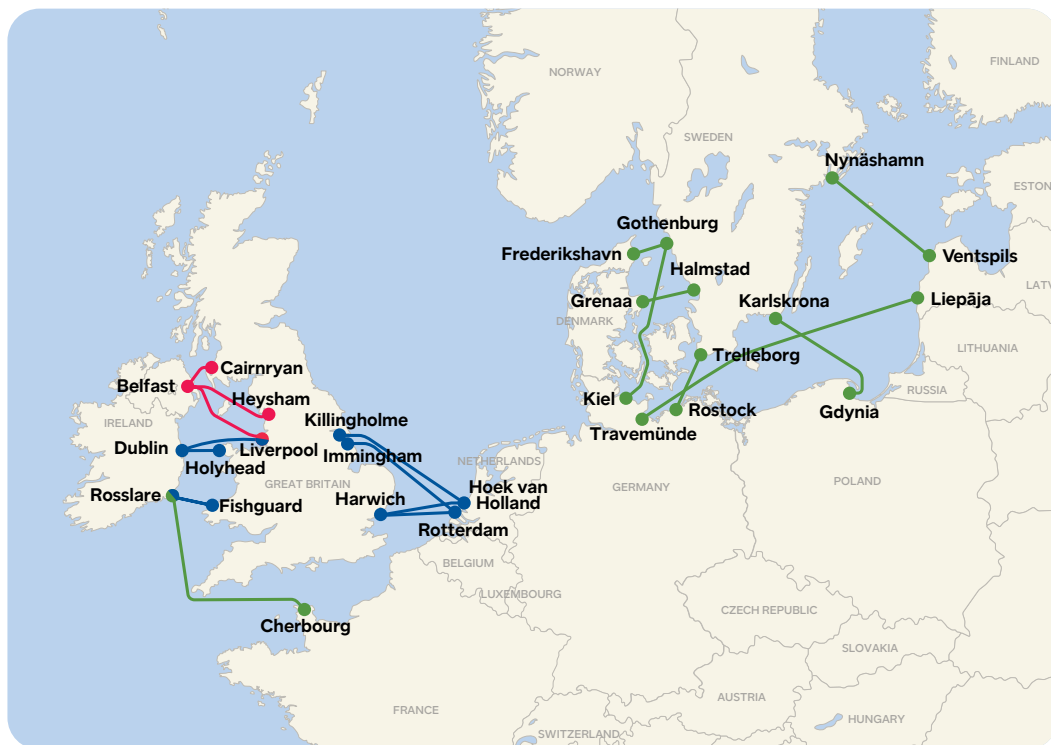 NORWAY
FINLAND
SWEDEN
Nynäshamn
ESTON
Gothenburg
Frederikshavn
Ventspils
Halmstad
Grenaa
Karlskrona
Liepāja
LATV
DENMARK
LITHUANIA
Trelleborg
Cairnryan
Belfast
RUSSIA
Heysham
Kiel
Rostock
Gdynia
Killingholme
IRELAND
Travemünde
Dublin
Liverpool
Immingham
Holyhead
NETHERLANDS
GREAT BRITAIN
Hoek van
Holland
GERMANY
POLAND
Rosslare
Harwich
Fishguard
Rotterdam
BELGIUM
LUXEMBOURG
CZECH REPUBLIC
Cherbourg
SLOVAKIA
AUSTRIA
FRANCE
HUNGARY
SWITZERLAND